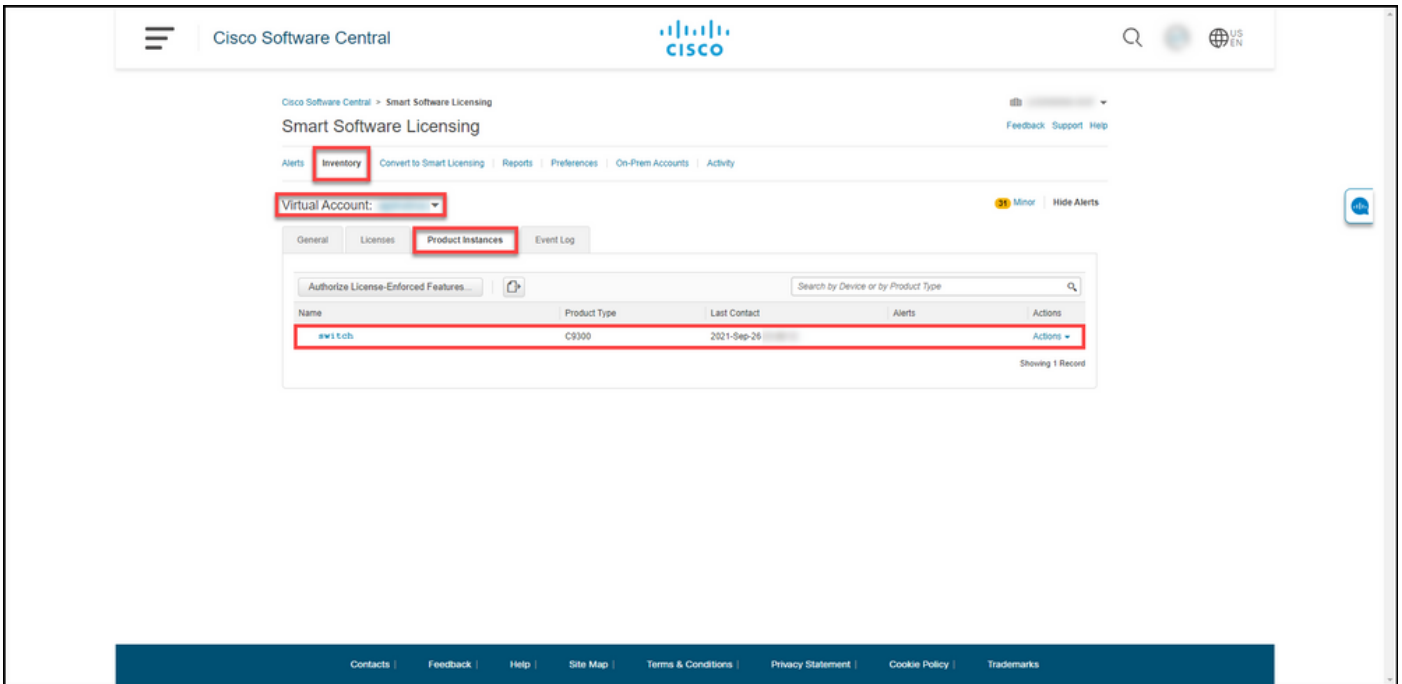 Cisco Software Central
CISCO
US
EN
Cisco Software Central > Smart Software Licensing
Smart Software Licensing
Feedback Support Help
Alerts Inventory Convert to Smart Licensing | Reports | Preferences | On-Prem Accounts | Activity
Virtual Account:
31 Minor | Hide Alerts
General Licenses Product Instances Event Log
Authorize License-Enforced Features...
Search by Device or by Product Type
Name Product Type Last Contact Alerts Actions
switch C9300 2021-Sep-26 Actions
Showing 1 Record
Contacts | Feedback | Help | Site Map | Terms & Conditions | Privacy Statement | Cookie Policy | Trademarks